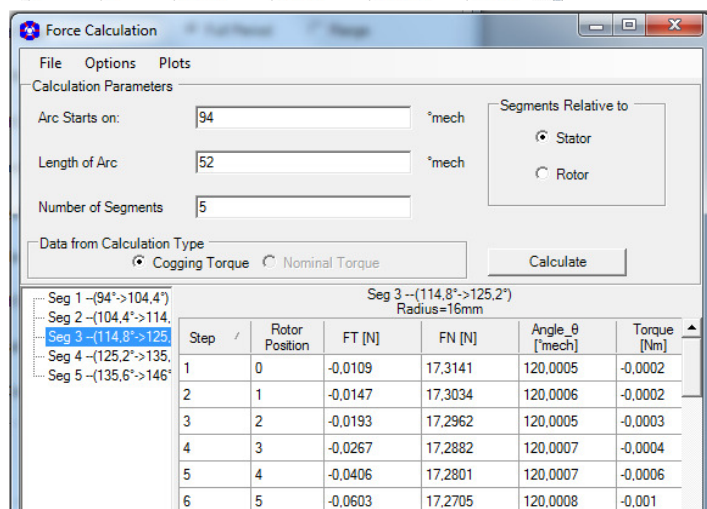 Force Calculation
File Options Plots
Calculation Parameters
Arc Starts on: 94 °mech
Length of Arc 52 °mech
Number of Segments 5
Segments Relative to
Stator
Rotor
Data from Calculation Type
Cogging Torque Nominal Torque
Calculate
Seg 1 --(94°->104,4°)
Seg 2 --(104,4°->114,
Seg 3 --(114,8°->125,
Seg 4 --(125,2°->135,
Seg 5 --(135,6°->146°
Seg 3 --(114,8°->125,2°)
Radius=16mm
Step / Rotor Position FT [N] FN [N] Angle_θ [°mech] Torque [Nm]
1 0 -0,0109 17,3141 120,0005 -0,0002
2 1 -0,0147 17,3034 120,0006 -0,0002
3 2 -0,0193 17,2962 120,0005 -0,0003
4 3 -0,0267 17,2882 120,0007 -0,0004
5 4 -0,0406 17,2801 120,0007 -0,0006
6 5 -0,0603 17,2705 120,0008 -0,001